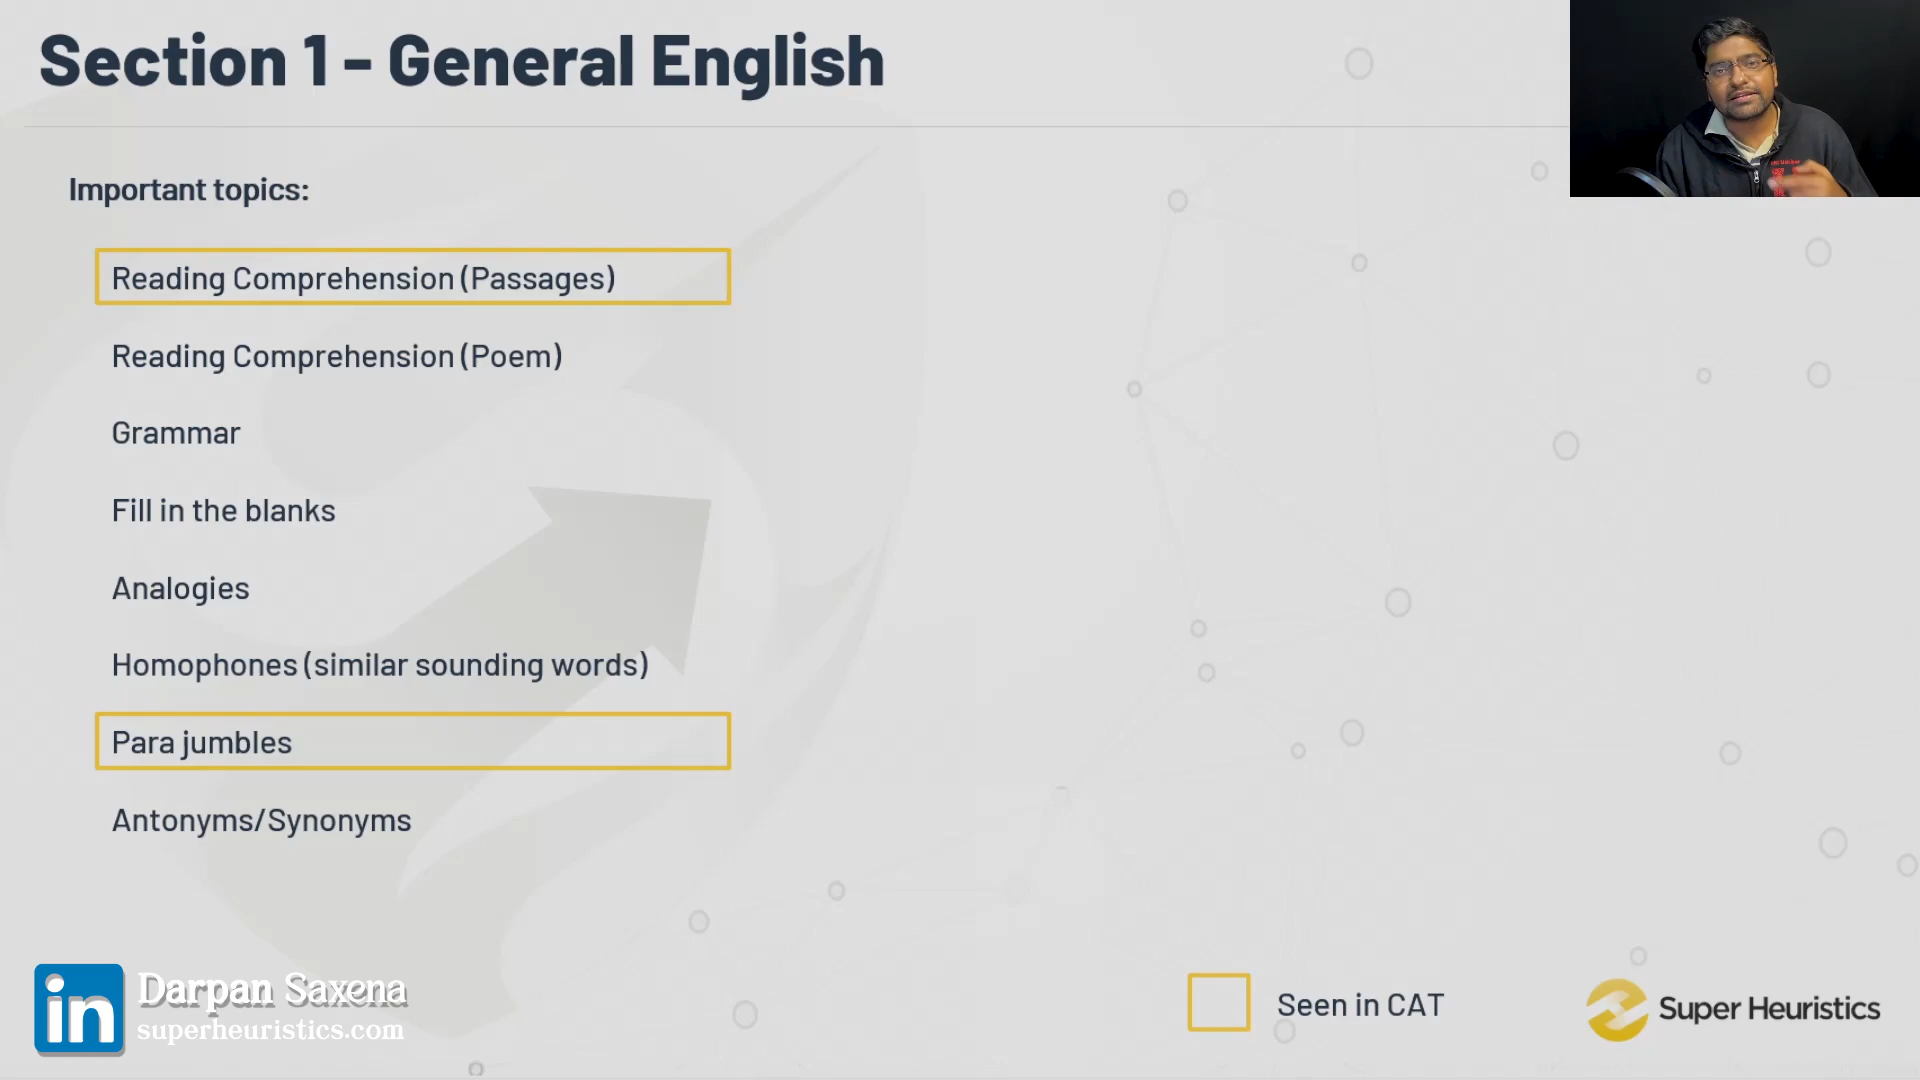 Section 1 - General English
Important topics:
Reading Comprehension (Passages)
Reading Comprehension (Poem)
Grammar
Fill in the blanks
Analogies
Homophones (similar sounding words)
Para jumbles
Antonyms/Synonyms
in Darpan Saxena
superheuristics.com
Seen in CAT
Super Heuristics